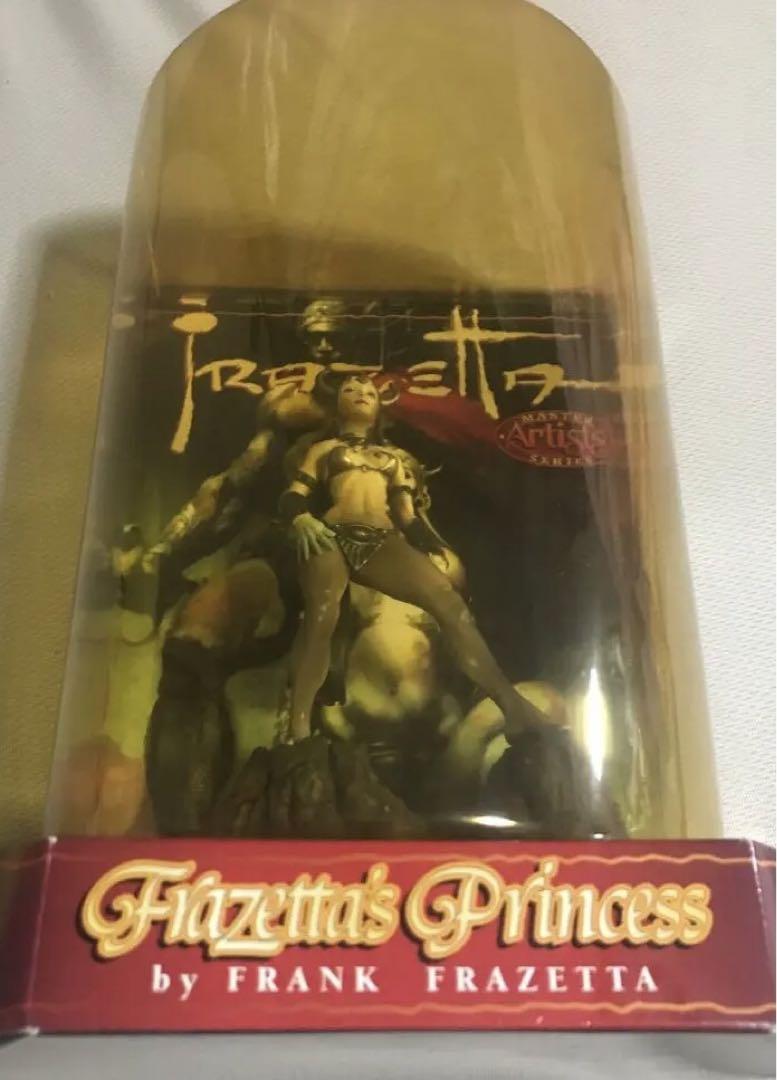 Frazetta
MASTER
Artists
SERIES
Frazetta's Princess
by FRANK FRAZETTA